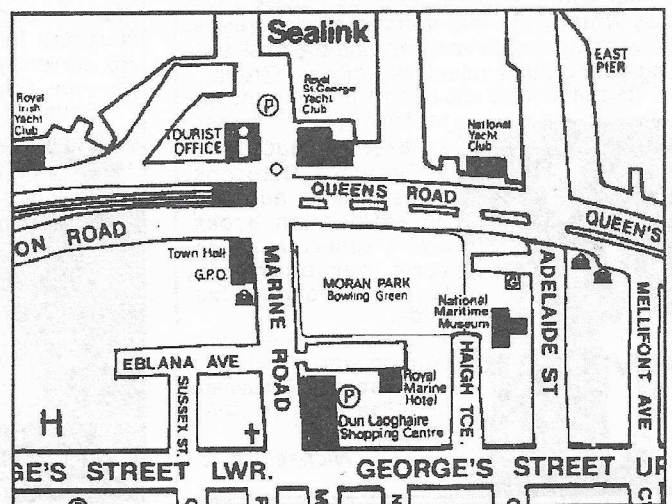 Sealink
EAST
PIER
Royal
Irish
Yacht
Club
P
Royal
St George
Yacht
Club
TOURIST
OFFICE
i
National
Yacht
Club
QUEENS ROAD
QUEEN'S
ON ROAD
Town Hall
G.P.O.
MARINE ROAD
MORAN PARK
Bowling Green
National
Maritime
Museum
ADELAIDE ST
MELLIFONT AVE
EBLANA AVE
SUSSEX ST.
HAIGH TCE.
Royal
Marine
Hotel
P
Dun Laoghaire
Shopping Centre
H
GE'S STREET LWR.
GEORGE'S STREET UP